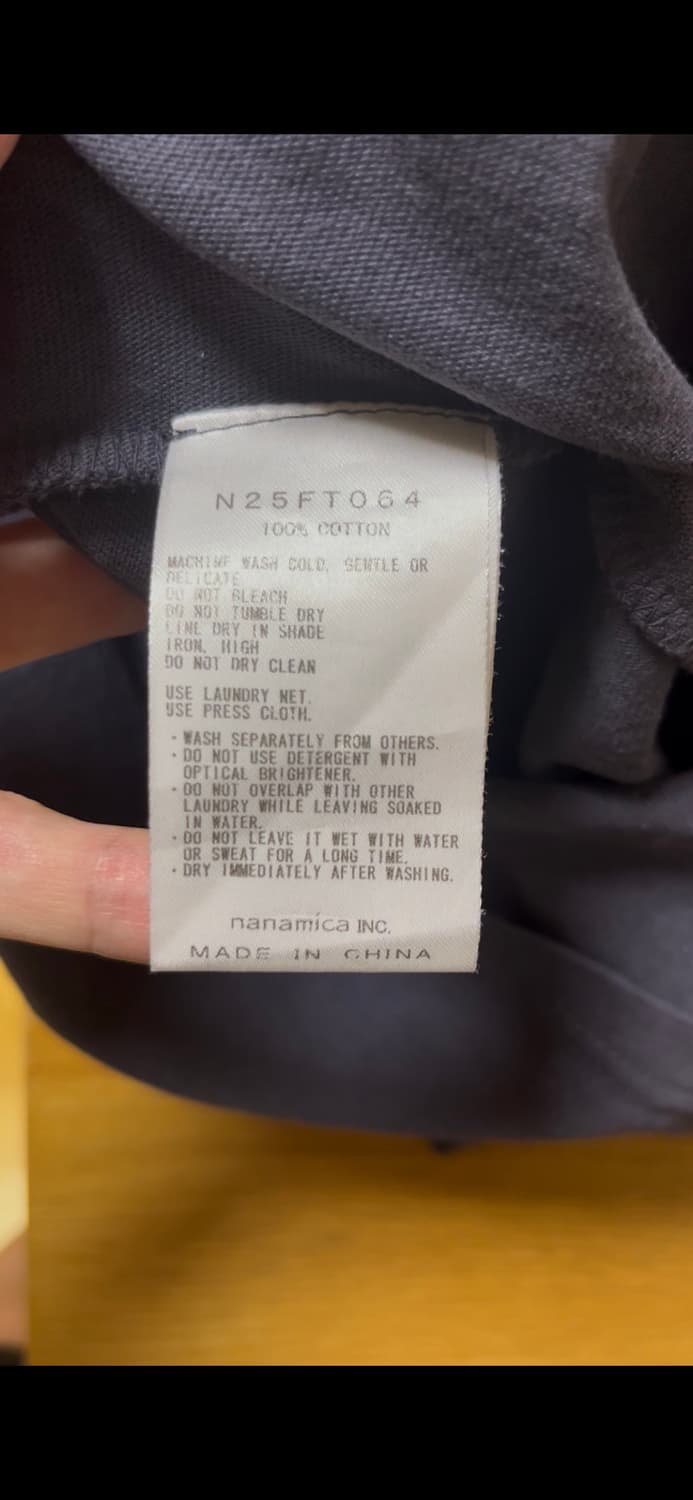 N25FT064
100% COTTON
MACHINE WASH COLD, GENTLE OR
DELICATE
DO NOT BLEACH
DO NOT TUMBLE DRY
LINE DRY IN SHADE
IRON, HIGH
DO NOT DRY CLEAN
USE LAUNDRY NET.
USE PRESS CLOTH.
・WASH SEPARATELY FROM OTHERS.
・DO NOT USE DETERGENT WITH
OPTICAL BRIGHTENER.
・DO NOT OVERLAP WITH OTHER
LAUNDRY WHILE LEAVING SOAKED
IN WATER.
・DO NOT LEAVE IT WET WITH WATER
OR SWEAT FOR A LONG TIME.
・DRY IMMEDIATELY AFTER WASHING.
nanamica INC.
MADE IN CHINA